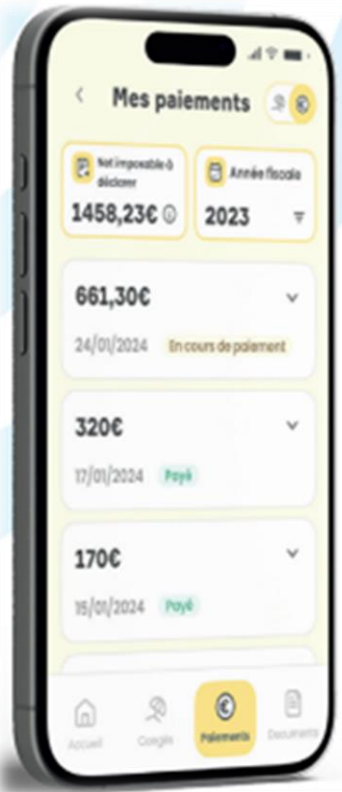 Mes paiements
Net imposable à
déclarer
1458,23€
Année fiscale
2023
661,30€
24/01/2024 En cours de paiement
320€
17/01/2024 Payé
170€
15/01/2024 Payé
Accueil Congés Paiements Documents